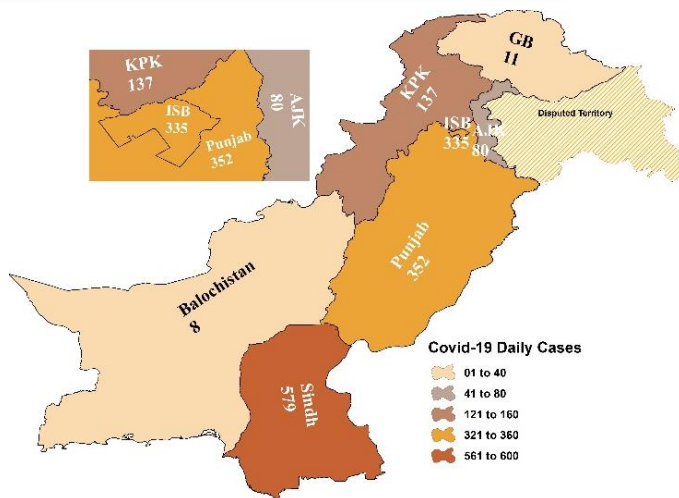 KPK
137
ISB
335
Punjab
352
AJK
80
GB
11
KPK
137
Disputed Territory
ISB
335
AJK
80
Punjab
352
Balochistan
8
Sindh
579
Covid-19 Daily Cases
01 to 40
41 to 80
121 to 160
321 to 360
561 to 600